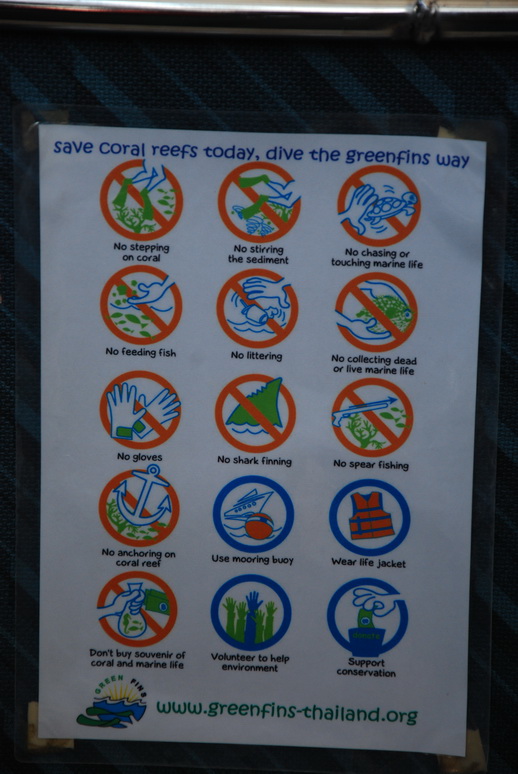 save coral reefs today, dive the greenfins way
No stepping
on coral
No stirring
the sediment
No chasing or
touching marine life
No feeding fish
No littering
No collecting dead
or live marine life
No gloves
No shark finning
No spear fishing
No anchoring on
coral reef
Use mooring buoy
Wear life jacket
Don't buy souvenir of
coral and marine life
Volunteer to help
environment
Support
conservation
GREEN FINS
www.greenfins-thailand.org